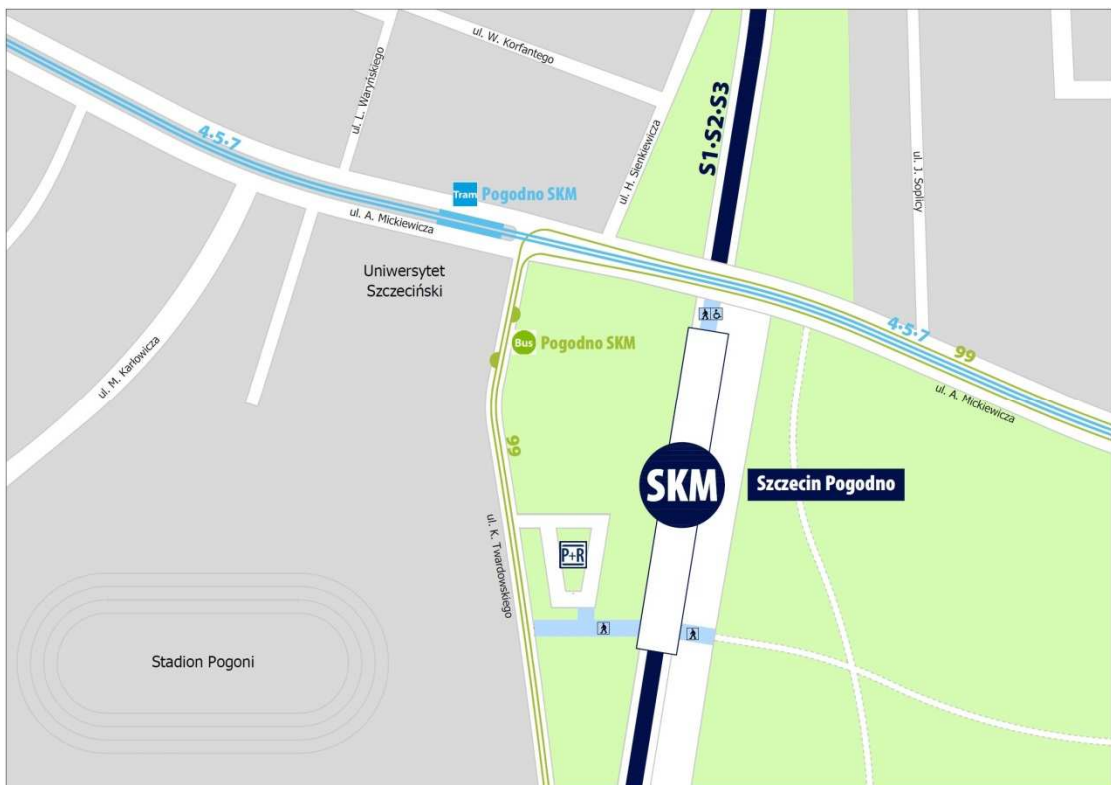 ul. W. Korfantego
ul. L. Waryńskiego
4·5·7
S1·S2·S3
ul. H. Sienkiewicza
ul. J. Soplicy
Tram
Pogodno SKM
ul. A. Mickiewicza
Uniwersytet
Szczeciński
ul. M. Karłowicza
Bus
Pogodno SKM
4·5·7
99
ul. A. Mickiewicza
99
SKM
Szczecin Pogodno
ul. K. Twardowskiego
P+R
Stadion Pogoni